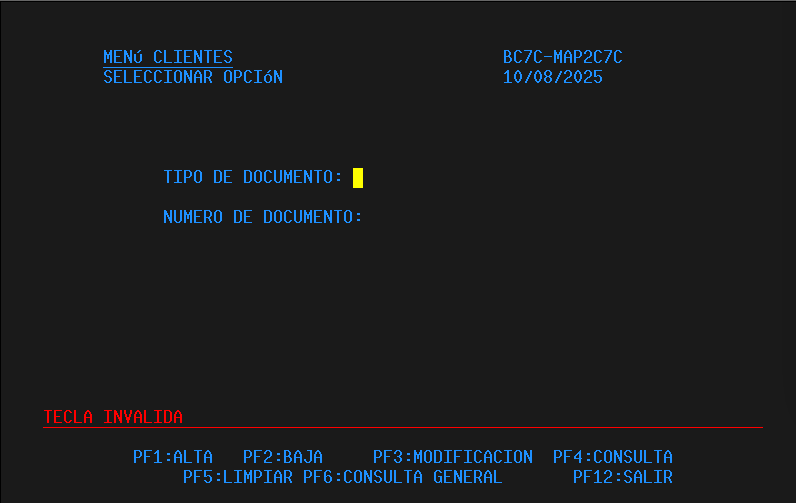 MENú CLIENTES BC7C-MAP2C7C
SELECCIONAR OPCIóN 10/08/2025
TIPO DE DOCUMENTO:
NUMERO DE DOCUMENTO:
TECLA INVALIDA
PF1:ALTA PF2:BAJA PF3:MODIFICACION PF4:CONSULTA
PF5:LIMPIAR PF6:CONSULTA GENERAL PF12:SALIR